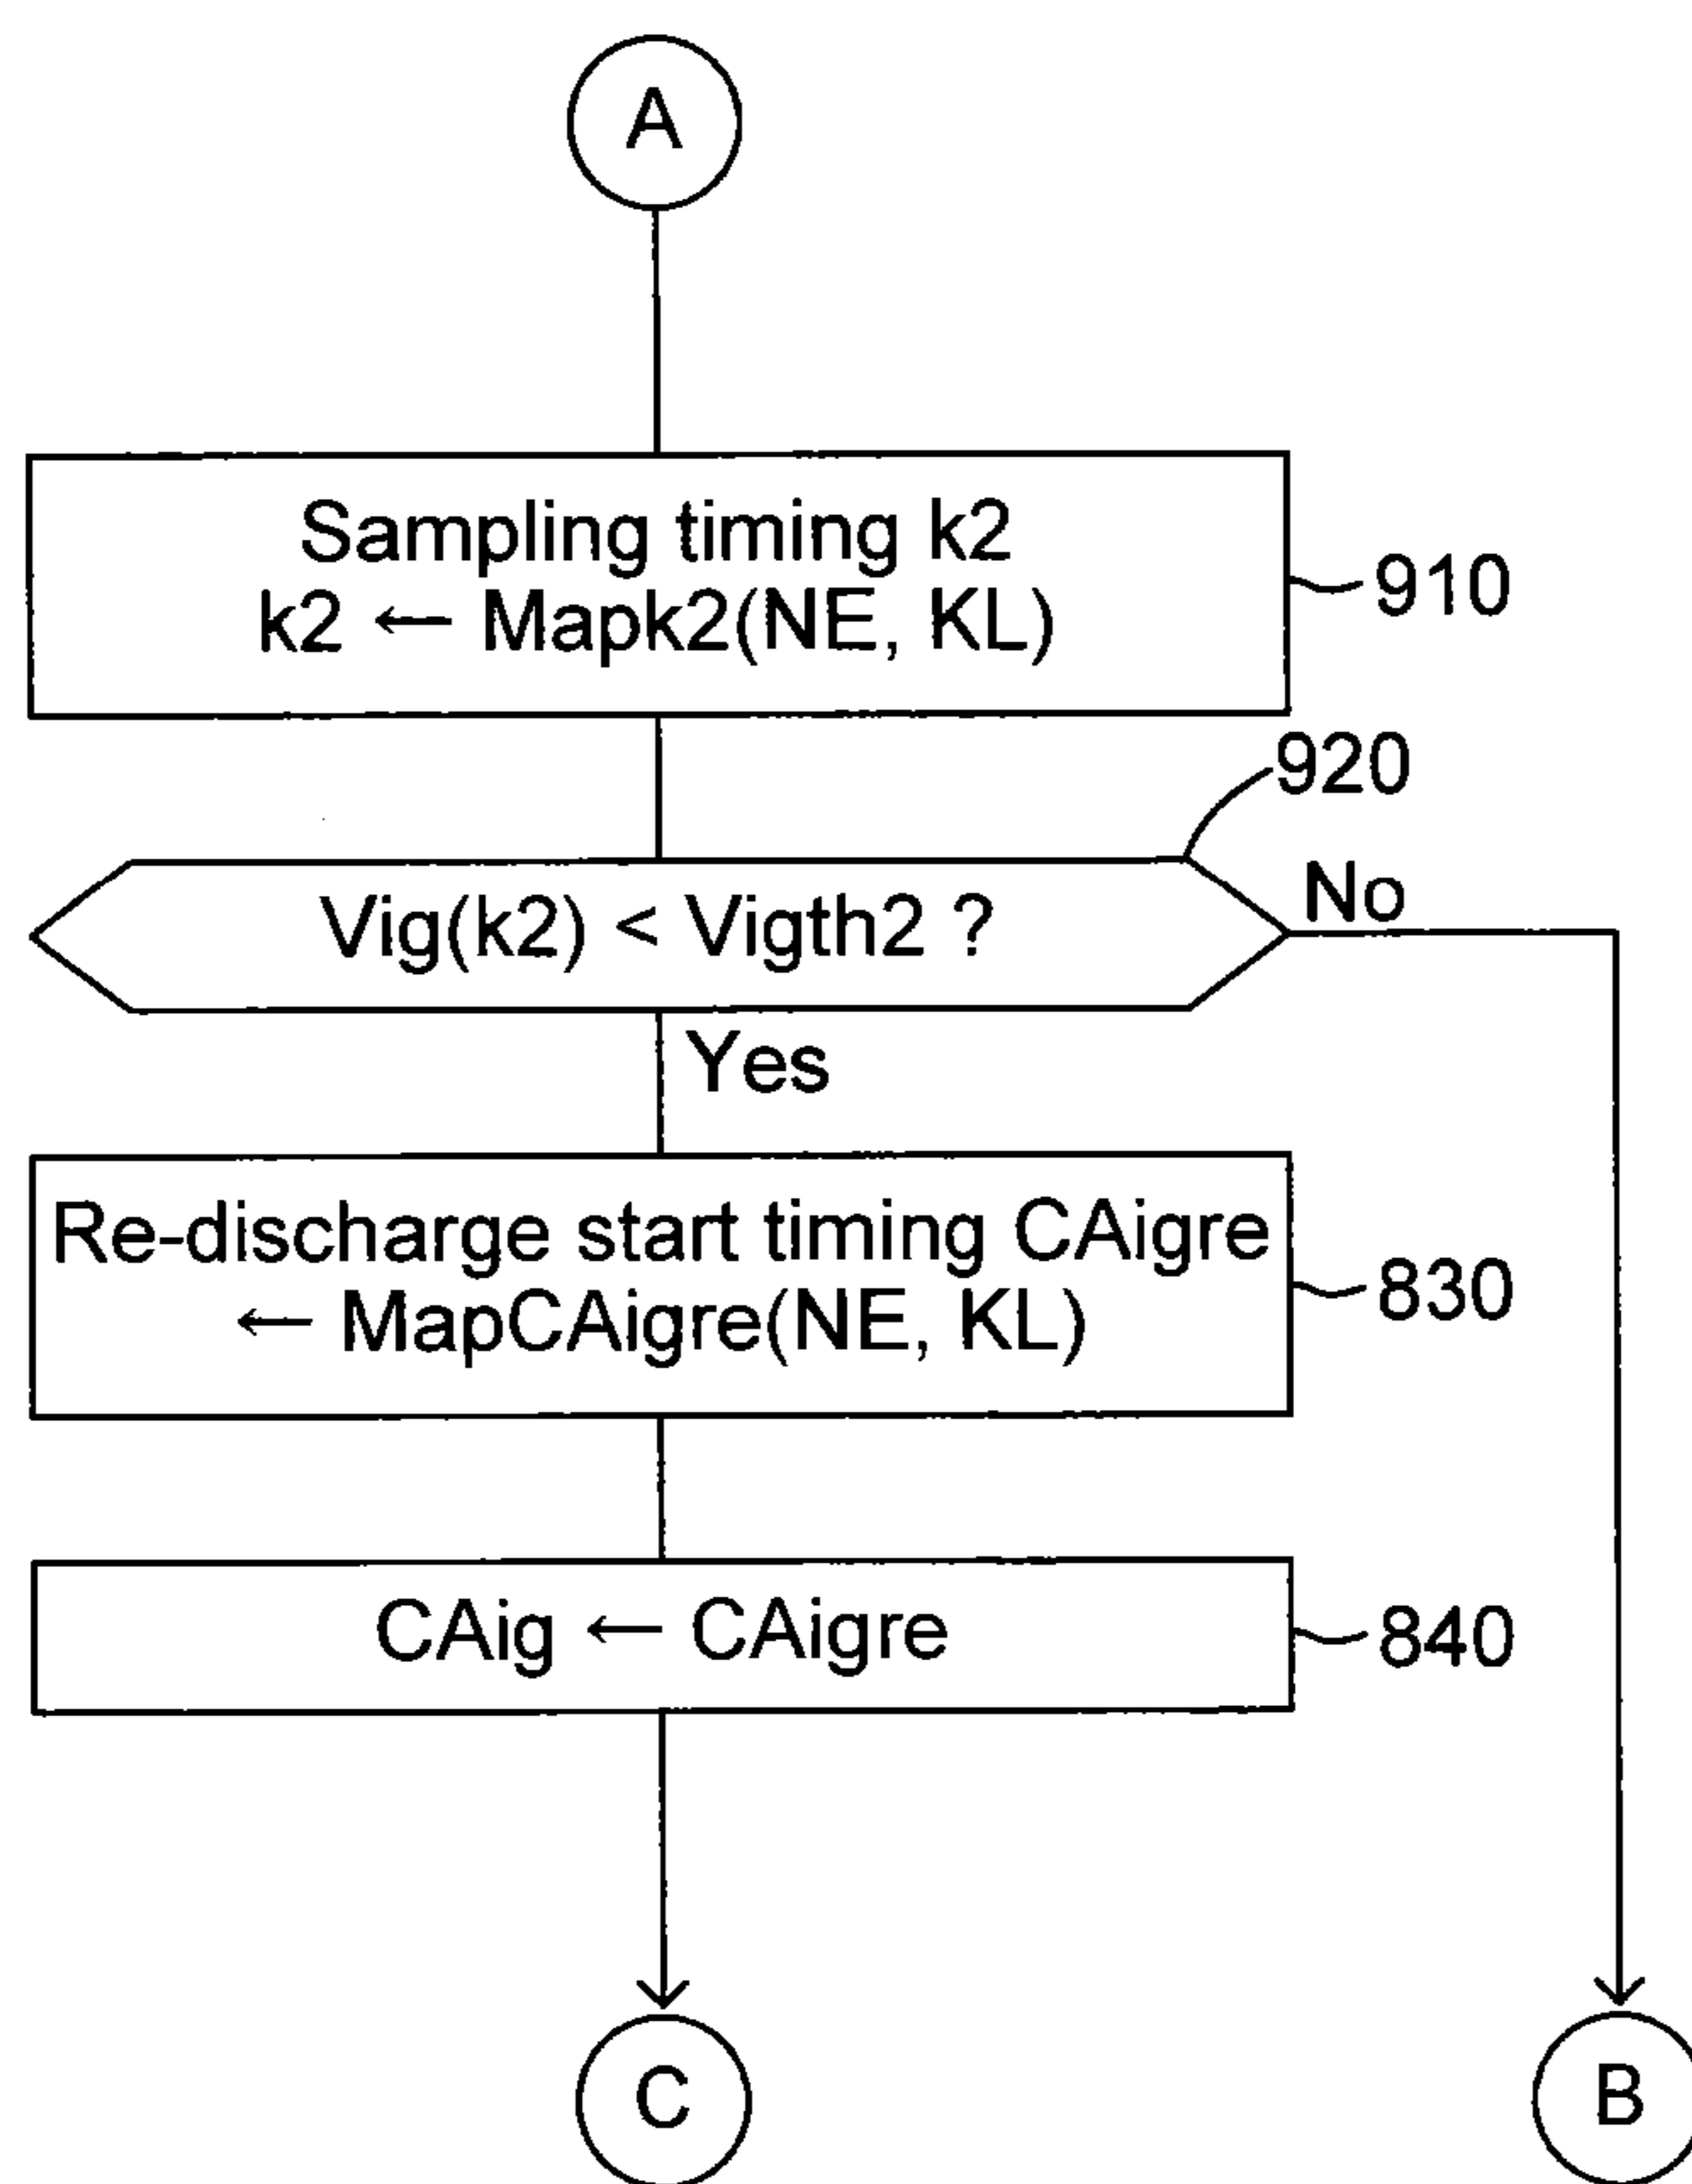 A
Sampling timing k2
k2 ← Mapk2(NE, KL)
910
920
Vig(k2) < Vigth2 ?
No
Yes
Re-discharge start timing CAigre
← MapCAigre(NE, KL)
830
CAig ← CAigre
840
C
B